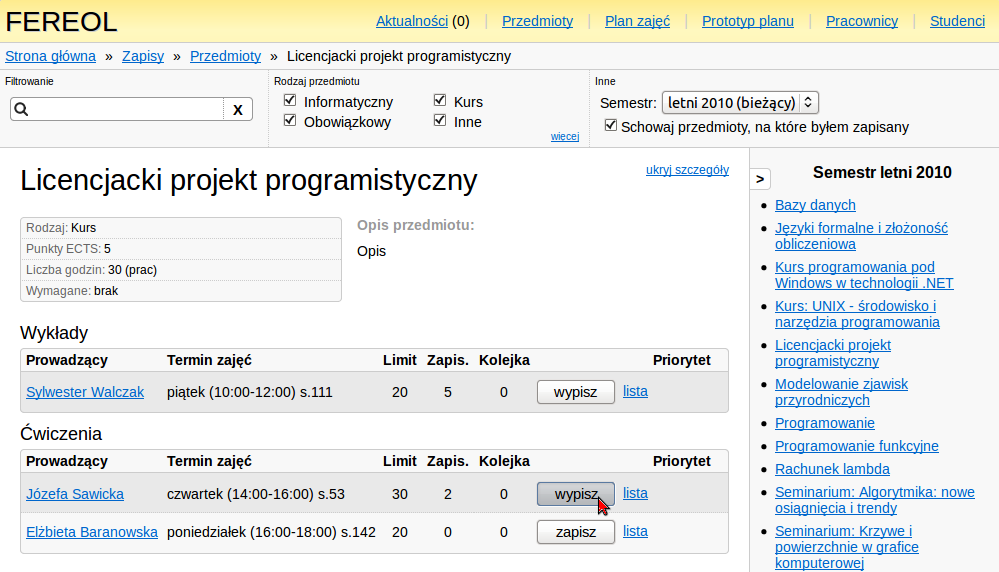 FEREOL
Aktualności (0) | Przedmioty | Plan zajęć | Prototyp planu | Pracownicy | Studenci
Strona główna » Zapisy » Przedmioty » Licencjacki projekt programistyczny
Filtrowanie
X
Rodzaj przedmiotu
Informatyczny Kurs
Obowiązkowy Inne
więcej
Inne
Semestr: letni 2010 (bieżący)
Schowaj przedmioty, na które byłem zapisany
Licencjacki projekt programistyczny
ukryj szczegóły
Rodzaj: Kurs
Punkty ECTS: 5
Liczba godzin: 30 (prac)
Wymagane: brak
Opis przedmiotu:
Opis
Wykłady
Prowadzący Termin zajęć Limit Zapis. Kolejka Priorytet
Sylwester Walczak piątek (10:00-12:00) s.111 20 5 0 wypisz lista
Ćwiczenia
Prowadzący Termin zajęć Limit Zapis. Kolejka Priorytet
Józefa Sawicka czwartek (14:00-16:00) s.53 30 2 0 wypisz lista
Elżbieta Baranowska poniedziałek (16:00-18:00) s.142 20 0 0 zapisz lista
>
Semestr letni 2010
Bazy danych
Języki formalne i złożoność
obliczeniowa
Kurs programowania pod
Windows w technologii .NET
Kurs: UNIX - środowisko i
narzędzia programowania
Licencjacki projekt
programistyczny
Modelowanie zjawisk
przyrodniczych
Programowanie
Programowanie funkcyjne
Rachunek lambda
Seminarium: Algorytmika: nowe
osiągnięcia i trendy
Seminarium: Krzywe i
powierzchnie w grafice
komputerowej